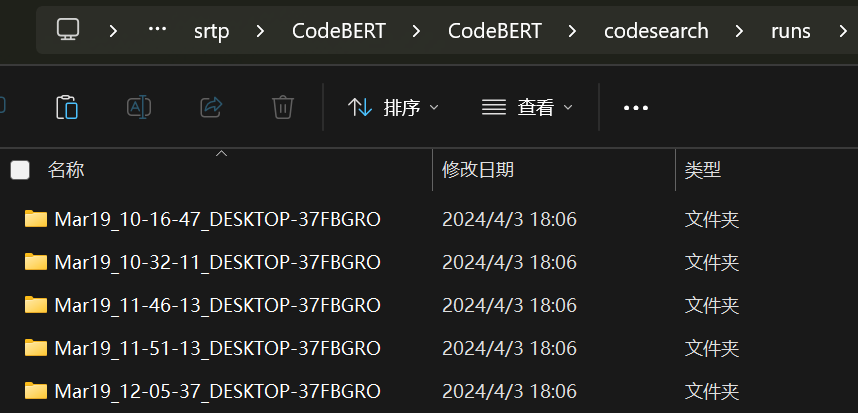 … srtp CodeBERT CodeBERT codesearch runs
排序 查看
名称 修改日期 类型
Mar19_10-16-47_DESKTOP-37FBGRO 2024/4/3 18:06 文件夹
Mar19_10-32-11_DESKTOP-37FBGRO 2024/4/3 18:06 文件夹
Mar19_11-46-13_DESKTOP-37FBGRO 2024/4/3 18:06 文件夹
Mar19_11-51-13_DESKTOP-37FBGRO 2024/4/3 18:06 文件夹
Mar19_12-05-37_DESKTOP-37FBGRO 2024/4/3 18:06 文件夹